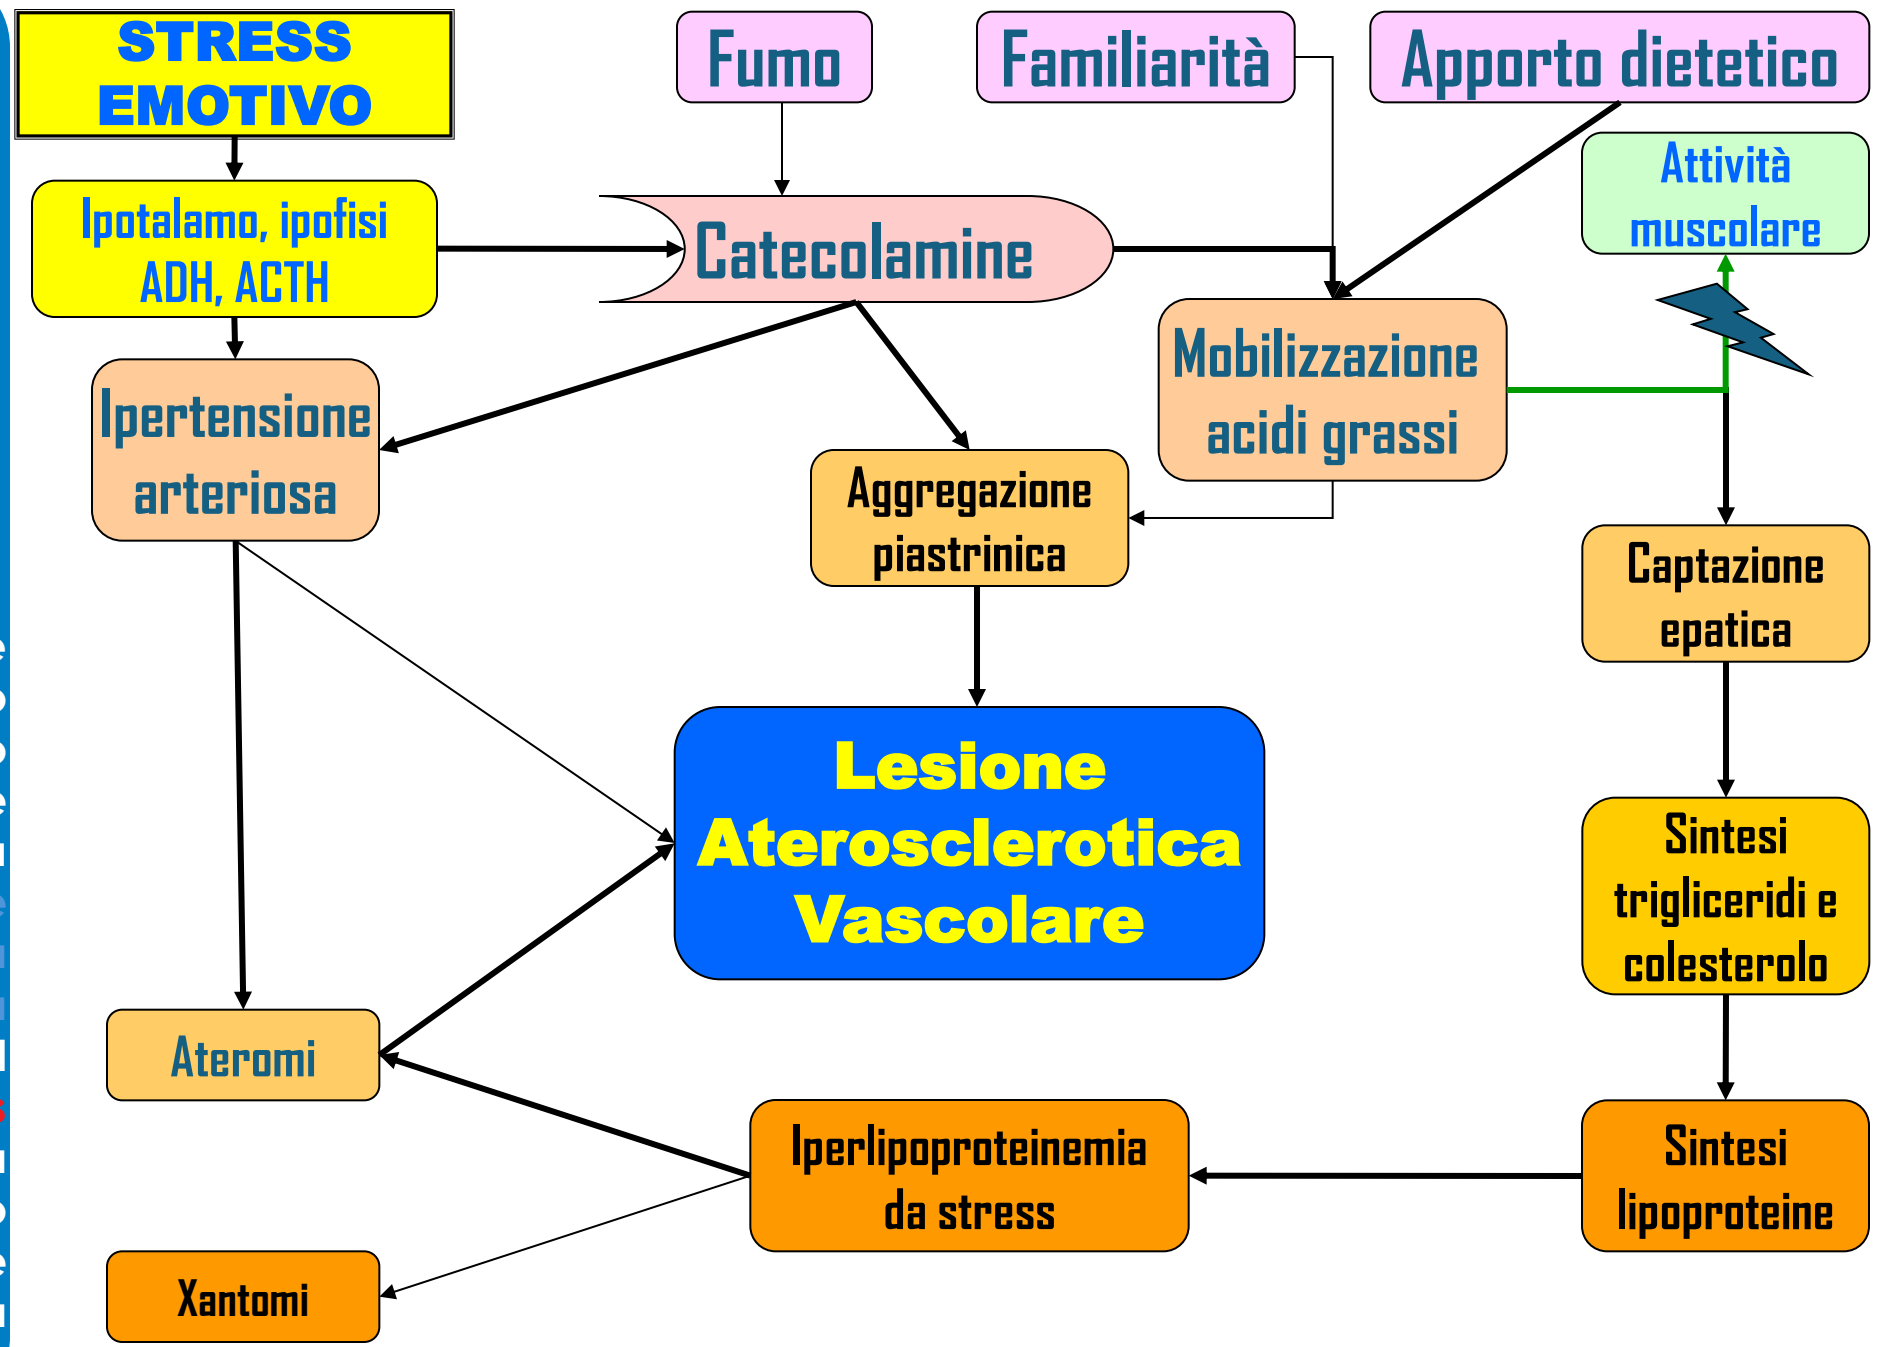 STRESS
EMOTIVO
Fumo
Familiarità
Apporto dietetico
Attività
muscolare
Ipotalamo, ipofisi
ADH, ACTH
Catecolamine
Mobilizzazione
acidi grassi
Ipertensione
arteriosa
Aggregazione
piastrinica
Captazione
epatica
Lesione
Aterosclerotica
Vascolare
Sintesi
trigliceridi e
colesterolo
Ateromi
Iperlipoproteinemia
da stress
Sintesi
lipoproteine
Xantomi